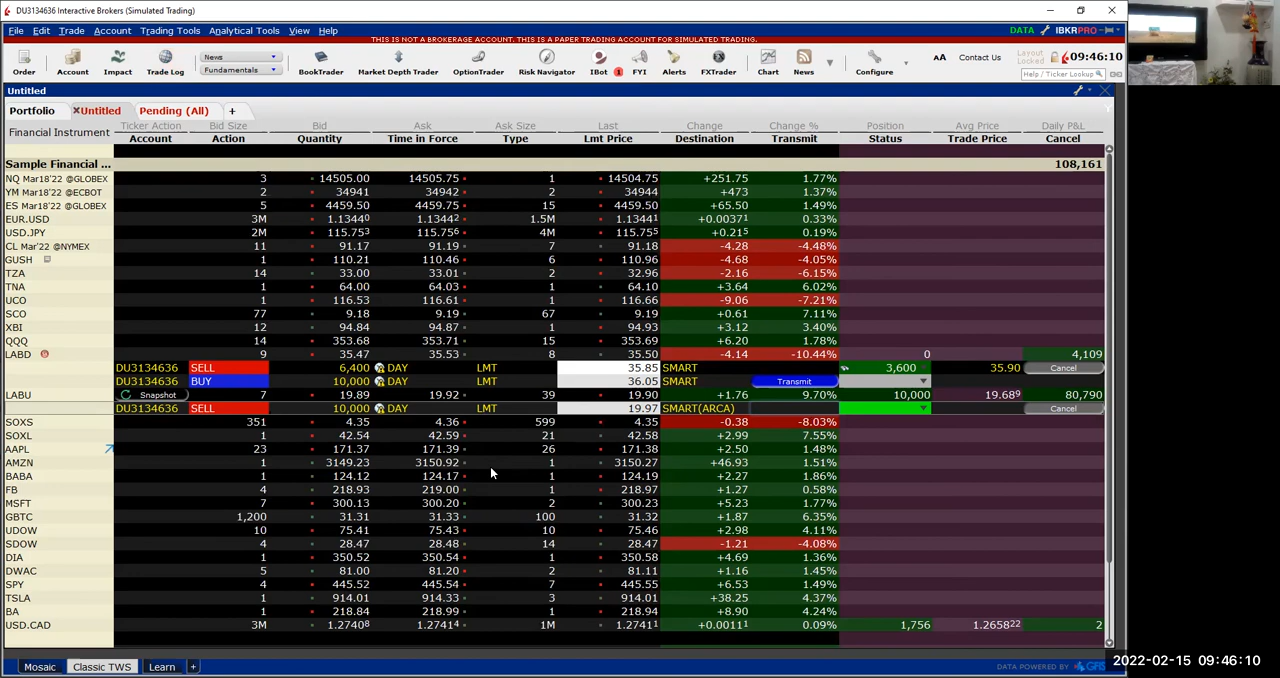 DU3134636 Interactive Brokers (Simulated Trading)
File Edit Trade Account Trading Tools Analytical Tools View Help DATA IBKRPRO
THIS IS NOT A BROKERAGE ACCOUNT. THIS IS A PAPER TRADING ACCOUNT FOR SIMULATED TRADING.
News Layout Locked 09:46:10
Fundamentals AA Contact Us
Order Account Impact Trade Log BookTrader Market Depth Trader OptionTrader Risk Navigator IBot 1 FYI Alerts FXTrader Chart News Configure Help / Ticker Lookup
Untitled
Portfolio Untitled Pending (All) +
Financial Instrument Ticker Action Bid Size Bid Ask Ask Size Last Change Change % Position Avg Price Daily P&L
Account Action Quantity Time in Force Type Lmt Price Destination Transmit Status Trade Price Cancel
Sample Financial ... 108,161
NQ Mar18'22 @GLOBEX 3 14505.00 14505.75 1 14504.75 +251.75 1.77%
YM Mar18'22 @ECBOT 2 34941 34942 2 34944 +473 1.37%
ES Mar18'22 @GLOBEX 5 4459.50 4459.75 15 4459.50 +65.50 1.49%
EUR.USD 3M 1.13440 1.13442 1.5M 1.13441 +0.00371 0.33%
USD.JPY 2M 115.753 115.756 4M 115.755 +0.215 0.19%
CL Mar'22 @NYMEX 11 91.17 91.19 7 91.18 -4.28 -4.48%
GUSH 1 110.21 110.46 6 110.96 -4.68 -4.05%
TZA 14 33.00 33.01 2 32.96 -2.16 -6.15%
TNA 1 64.00 64.03 1 64.10 +3.64 6.02%
UCO 1 116.53 116.61 1 116.66 -9.06 -7.21%
SCO 77 9.18 9.19 67 9.19 +0.61 7.11%
XBI 12 94.84 94.87 1 94.93 +3.12 3.40%
QQQ 14 353.68 353.71 15 353.69 +6.20 1.78%
LABD 9 35.47 35.53 8 35.50 -4.14 -10.44% 0 4,109
DU3134636 SELL 6,400 DAY LMT 35.85 SMART 3,600 35.90 Cancel
DU3134636 BUY 10,000 DAY LMT 36.05 SMART Transmit
LABU Snapshot 7 19.89 19.92 39 19.90 +1.76 9.70% 10,000 19.689 80,790
DU3134636 SELL 10,000 DAY LMT 19.97 SMART(ARCA) Cancel
SOXS 351 4.35 4.36 599 4.35 -0.38 -8.03%
SOXL 1 42.54 42.59 21 42.58 +2.99 7.55%
AAPL 23 171.37 171.39 26 171.38 +2.50 1.48%
AMZN 1 3149.23 3150.92 1 3150.27 +46.93 1.51%
BABA 1 124.12 124.17 1 124.19 +2.27 1.86%
FB 4 218.93 219.00 1 218.97 +1.27 0.58%
MSFT 7 300.13 300.20 2 300.23 +5.23 1.77%
GBTC 1,200 31.31 31.33 100 31.32 +1.87 6.35%
UDOW 10 75.41 75.43 10 75.46 +2.98 4.11%
SDOW 4 28.47 28.48 14 28.47 -1.21 -4.08%
DIA 1 350.52 350.54 1 350.58 +4.69 1.36%
DWAC 5 81.00 81.20 2 81.11 +1.16 1.45%
SPY 4 445.52 445.54 7 445.54 +6.53 1.49%
TSLA 1 914.01 914.33 3 914.01 +38.25 4.37%
BA 1 218.84 218.99 1 218.94 +8.90 4.24%
USD.CAD 3M 1.27408 1.27414 1M 1.27411 +0.00111 0.09% 1,756 1.265822 2
Mosaic Classic TWS Learn + DATA POWERED BY GFIS
2022-02-15 09:46:10